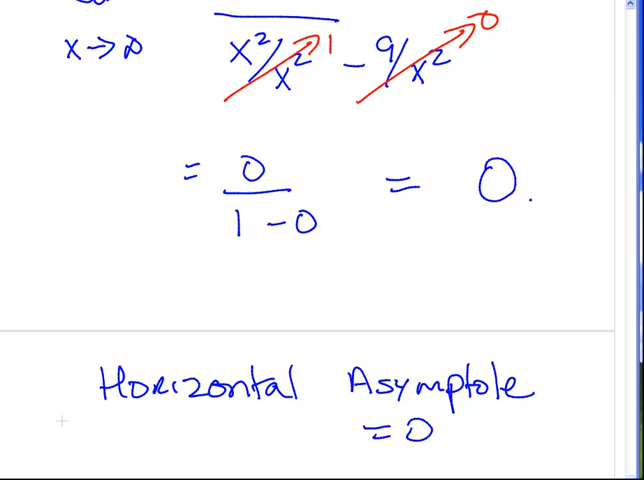 x → ∞ x²/x² → 1 − 9/x² → 0
= 0/(1 − 0) = 0.
Horizontal Asymptote
= 0